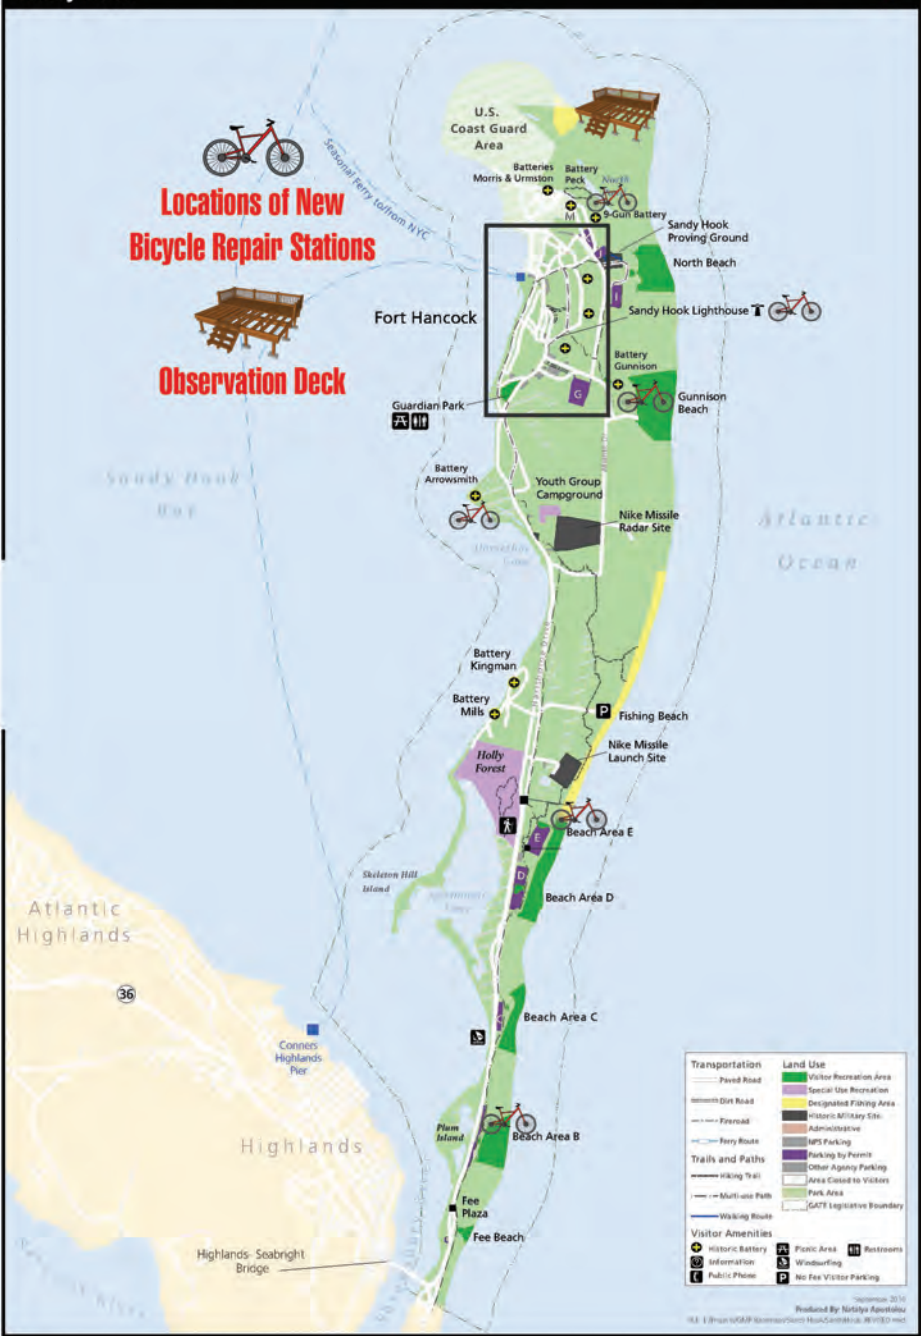 U.S.
Coast Guard
Area
Seasonal Ferry to/from NYC
Locations of New
Bicycle Repair Stations
Observation Deck
Batteries
Morris & Urmston
Battery
Peck
North
M
9-Gun Battery
Sandy Hook
Proving Ground
North Beach
I
Fort Hancock
Sandy Hook Lighthouse
Battery
Gunnison
G
Gunnison
Beach
Guardian Park
Sandy Hook
Bay
Battery
Arrowsmith
Youth Group
Campground
Nike Missile
Radar Site
Horseshoe
Cove
Atlantic
Ocean
Battery
Kingman
Battery
Mills
P
Fishing Beach
Nike Missile
Launch Site
Holly
Forest
Beach Area E
E
Skeleton Hill
Island
D
Beach Area D
Spermaceti
Cove
Atlantic
Highlands
36
C
Beach Area C
Conners
Highlands
Pier
Highlands
Plum
Island
Beach Area B
Fee
Plaza
Fee Beach
Highlands- Seabright
Bridge
Transportation
Paved Road
Dirt Road
Fireroad
Ferry Route
Trails and Paths
Hiking Trail
Multi-use Path
Walking Route
Land Use
Visitor Recreation Area
Special Use Recreation
Designated Fishing Area
Historic Military Site
Administrative
NPS Parking
Parking by Permit
Other Agency Parking
Area Closed to Visitors
Park Area
GATE Legislative Boundary
Visitor Amenities
Historic Battery
Picnic Area
Restrooms
Information
Windsurfing
Public Phone
P
No Fee Visitor Parking
Produced By: Natalya Apostolou